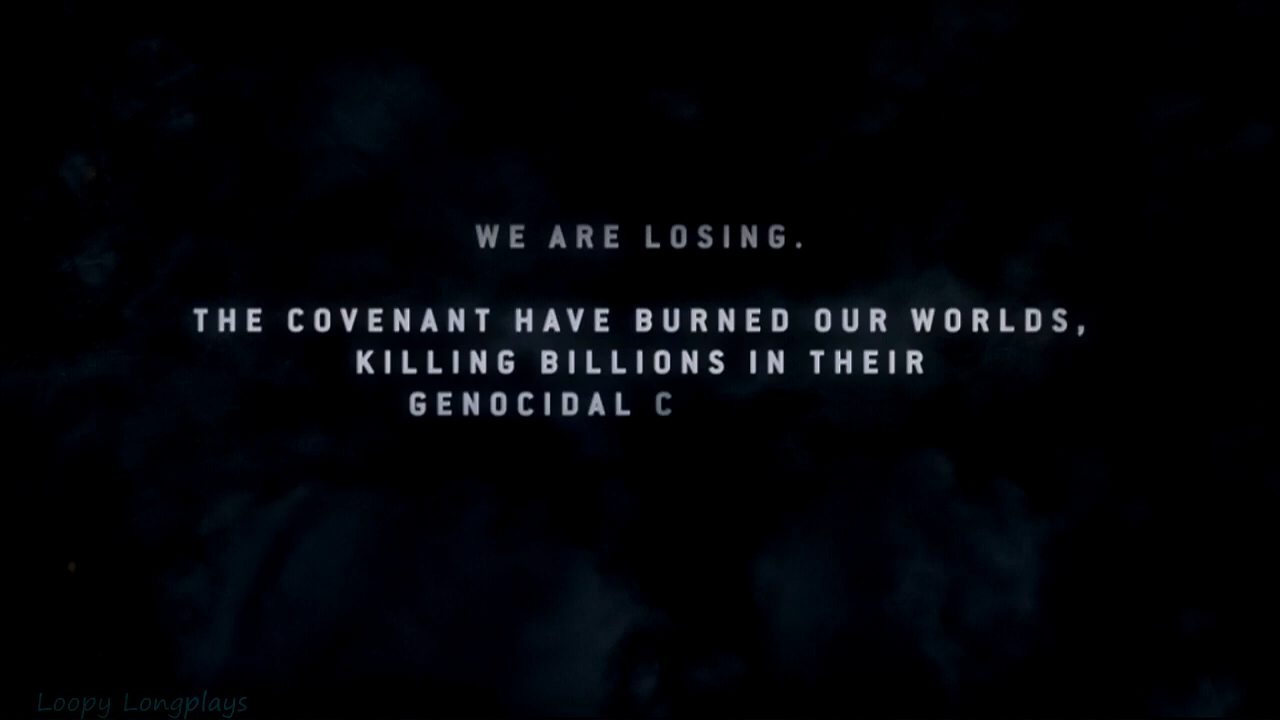 WE ARE LOSING.
THE COVENANT HAVE BURNED OUR WORLDS,
KILLING BILLIONS IN THEIR
GENOCIDAL C
Loopy Longplays